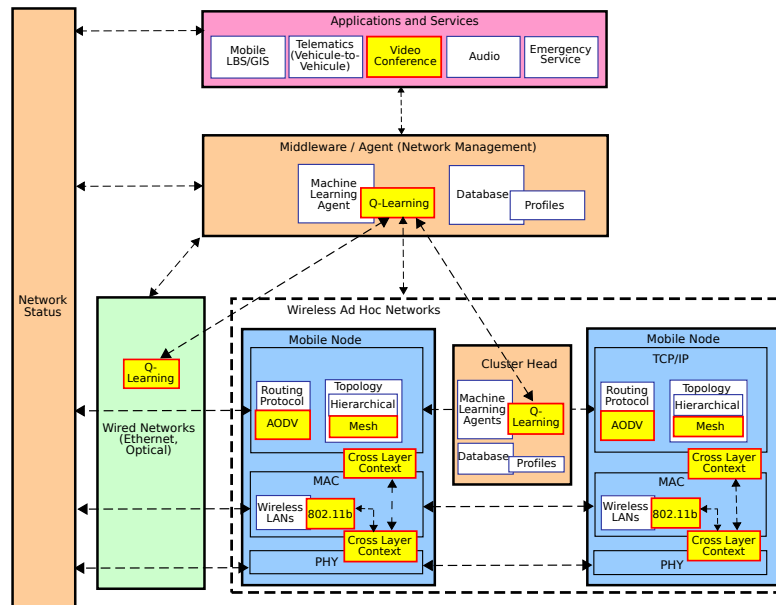 Applications and Services
Mobile
LBS/GIS
Telematics
(Vehicule-to-
Vehicule)
Video
Conference
Audio
Emergency
Service
Middleware / Agent (Network Management)
Machine
Learning
Agent
Q-Learning
Database
Profiles
Network
Status
Wireless Ad Hoc Networks
Q-
Learning
Wired Networks
(Ethernet,
Optical)
Mobile Node
Routing
Protocol
AODV
Topology
Hierarchical
Mesh
Cross Layer
Context
MAC
Wireless
LANs
802.11b
Cross Layer
Context
PHY
Cluster Head
Machine
Learning
Agents
Q-
Learning
Database
Profiles
Mobile Node
TCP/IP
Routing
Protocol
AODV
Topology
Hierarchical
Mesh
Cross Layer
Context
MAC
Wireless
LANs
802.11b
Cross Layer
Context
PHY